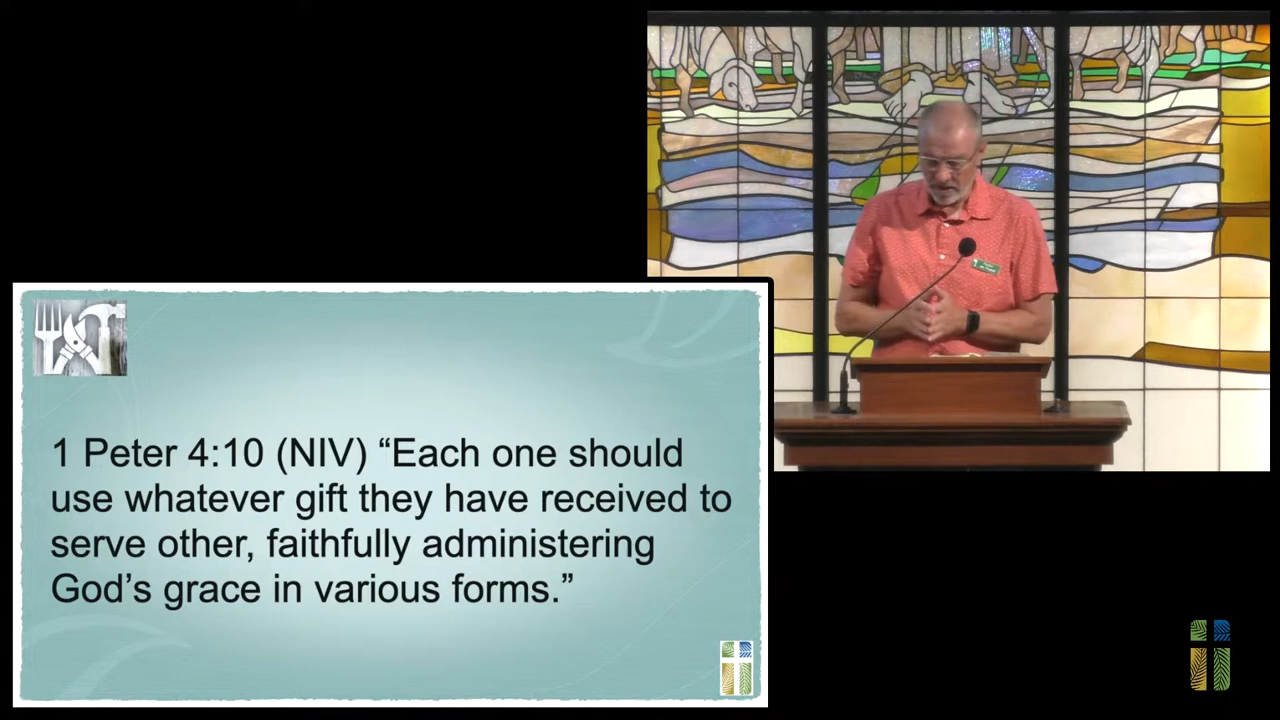 1 Peter 4:10 (NIV) “Each one should
use whatever gift they have received to
serve other, faithfully administering
God’s grace in various forms.”